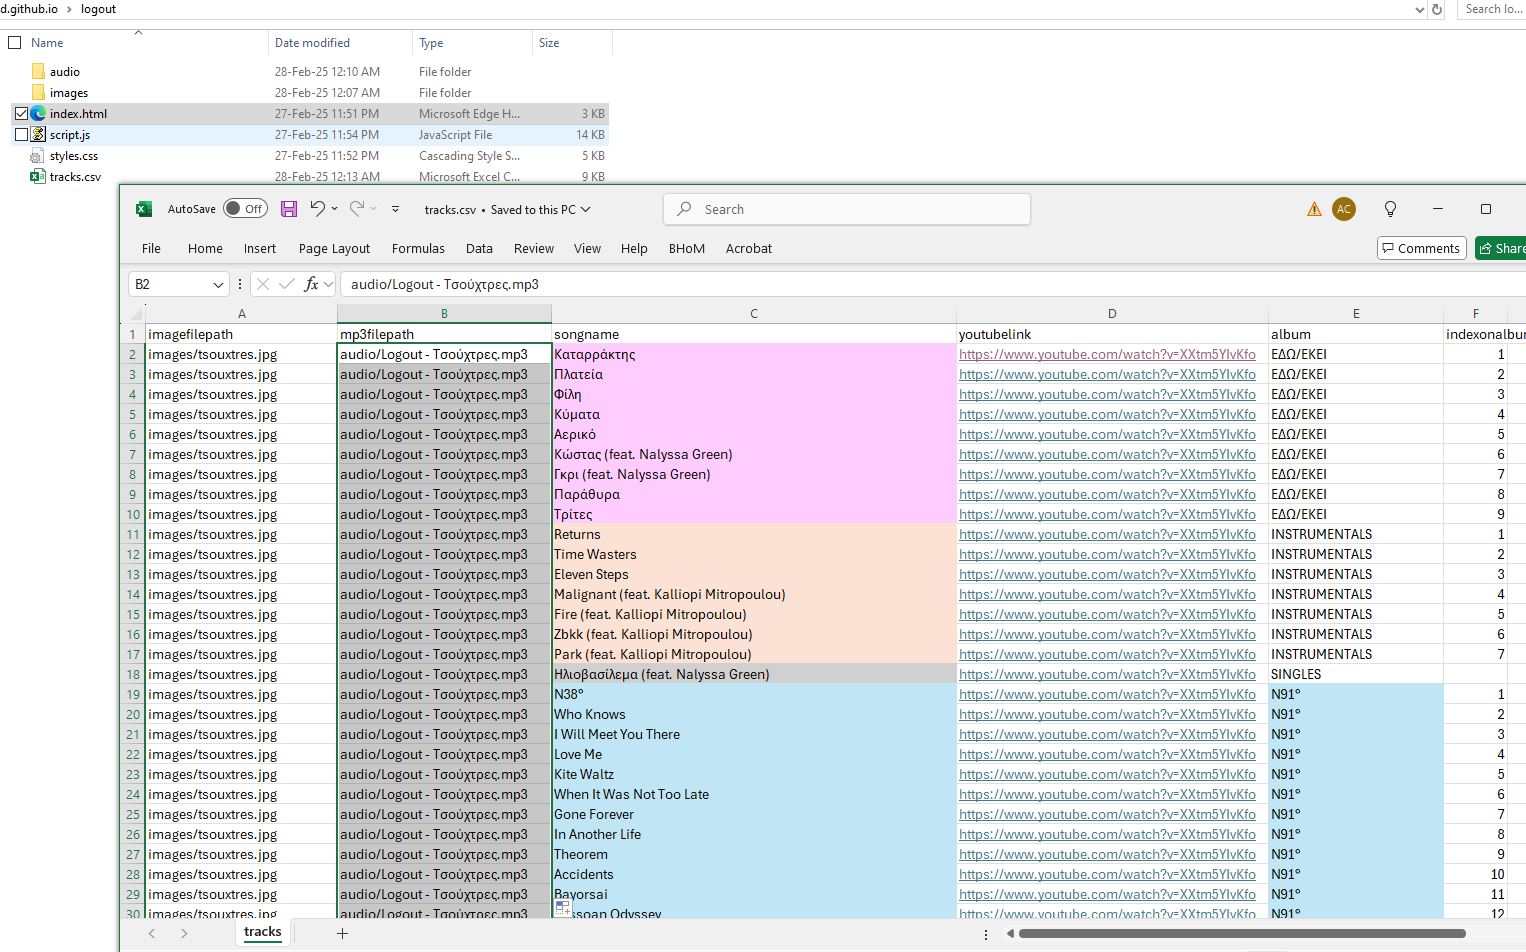 d.github.io > logout Search lo...
Name Date modified Type Size
audio 28-Feb-25 12:10 AM File folder
images 28-Feb-25 12:07 AM File folder
index.html 27-Feb-25 11:51 PM Microsoft Edge H... 3 KB
script.js 27-Feb-25 11:54 PM JavaScript File 14 KB
styles.css 27-Feb-25 11:52 PM Cascading Style S... 5 KB
tracks.csv 28-Feb-25 12:13 AM Microsoft Excel C... 9 KB
AutoSave Off tracks.csv • Saved to this PC Search AC
File Home Insert Page Layout Formulas Data Review View Help BHoM Acrobat Comments Share
B2 fx audio/Logout - Τσούχτρες.mp3
A B C D E F
1 imagefilepath mp3filepath songname youtubelink album indexonalbum
2 images/tsouxtres.jpg audio/Logout - Τσούχτρες.mp3 Καταρράκτης https://www.youtube.com/watch?v=XXtm5YIvKfo ΕΔΩ/ΕΚΕΙ 1
3 images/tsouxtres.jpg audio/Logout - Τσούχτρες.mp3 Πλατεία https://www.youtube.com/watch?v=XXtm5YIvKfo ΕΔΩ/ΕΚΕΙ 2
4 images/tsouxtres.jpg audio/Logout - Τσούχτρες.mp3 Φίλη https://www.youtube.com/watch?v=XXtm5YIvKfo ΕΔΩ/ΕΚΕΙ 3
5 images/tsouxtres.jpg audio/Logout - Τσούχτρες.mp3 Κύματα https://www.youtube.com/watch?v=XXtm5YIvKfo ΕΔΩ/ΕΚΕΙ 4
6 images/tsouxtres.jpg audio/Logout - Τσούχτρες.mp3 Αερικό https://www.youtube.com/watch?v=XXtm5YIvKfo ΕΔΩ/ΕΚΕΙ 5
7 images/tsouxtres.jpg audio/Logout - Τσούχτρες.mp3 Κώστας (feat. Nalyssa Green) https://www.youtube.com/watch?v=XXtm5YIvKfo ΕΔΩ/ΕΚΕΙ 6
8 images/tsouxtres.jpg audio/Logout - Τσούχτρες.mp3 Γκρι (feat. Nalyssa Green) https://www.youtube.com/watch?v=XXtm5YIvKfo ΕΔΩ/ΕΚΕΙ 7
9 images/tsouxtres.jpg audio/Logout - Τσούχτρες.mp3 Παράθυρα https://www.youtube.com/watch?v=XXtm5YIvKfo ΕΔΩ/ΕΚΕΙ 8
10 images/tsouxtres.jpg audio/Logout - Τσούχτρες.mp3 Τρίτες https://www.youtube.com/watch?v=XXtm5YIvKfo ΕΔΩ/ΕΚΕΙ 9
11 images/tsouxtres.jpg audio/Logout - Τσούχτρες.mp3 Returns https://www.youtube.com/watch?v=XXtm5YIvKfo INSTRUMENTALS 1
12 images/tsouxtres.jpg audio/Logout - Τσούχτρες.mp3 Time Wasters https://www.youtube.com/watch?v=XXtm5YIvKfo INSTRUMENTALS 2
13 images/tsouxtres.jpg audio/Logout - Τσούχτρες.mp3 Eleven Steps https://www.youtube.com/watch?v=XXtm5YIvKfo INSTRUMENTALS 3
14 images/tsouxtres.jpg audio/Logout - Τσούχτρες.mp3 Malignant (feat. Kalliopi Mitropoulou) https://www.youtube.com/watch?v=XXtm5YIvKfo INSTRUMENTALS 4
15 images/tsouxtres.jpg audio/Logout - Τσούχτρες.mp3 Fire (feat. Kalliopi Mitropoulou) https://www.youtube.com/watch?v=XXtm5YIvKfo INSTRUMENTALS 5
16 images/tsouxtres.jpg audio/Logout - Τσούχτρες.mp3 Zbkk (feat. Kalliopi Mitropoulou) https://www.youtube.com/watch?v=XXtm5YIvKfo INSTRUMENTALS 6
17 images/tsouxtres.jpg audio/Logout - Τσούχτρες.mp3 Park (feat. Kalliopi Mitropoulou) https://www.youtube.com/watch?v=XXtm5YIvKfo INSTRUMENTALS 7
18 images/tsouxtres.jpg audio/Logout - Τσούχτρες.mp3 Ηλιοβασίλεμα (feat. Nalyssa Green) https://www.youtube.com/watch?v=XXtm5YIvKfo SINGLES
19 images/tsouxtres.jpg audio/Logout - Τσούχτρες.mp3 N38° https://www.youtube.com/watch?v=XXtm5YIvKfo N91° 1
20 images/tsouxtres.jpg audio/Logout - Τσούχτρες.mp3 Who Knows https://www.youtube.com/watch?v=XXtm5YIvKfo N91° 2
21 images/tsouxtres.jpg audio/Logout - Τσούχτρες.mp3 I Will Meet You There https://www.youtube.com/watch?v=XXtm5YIvKfo N91° 3
22 images/tsouxtres.jpg audio/Logout - Τσούχτρες.mp3 Love Me https://www.youtube.com/watch?v=XXtm5YIvKfo N91° 4
23 images/tsouxtres.jpg audio/Logout - Τσούχτρες.mp3 Kite Waltz https://www.youtube.com/watch?v=XXtm5YIvKfo N91° 5
24 images/tsouxtres.jpg audio/Logout - Τσούχτρες.mp3 When It Was Not Too Late https://www.youtube.com/watch?v=XXtm5YIvKfo N91° 6
25 images/tsouxtres.jpg audio/Logout - Τσούχτρες.mp3 Gone Forever https://www.youtube.com/watch?v=XXtm5YIvKfo N91° 7
26 images/tsouxtres.jpg audio/Logout - Τσούχτρες.mp3 In Another Life https://www.youtube.com/watch?v=XXtm5YIvKfo N91° 8
27 images/tsouxtres.jpg audio/Logout - Τσούχτρες.mp3 Theorem https://www.youtube.com/watch?v=XXtm5YIvKfo N91° 9
28 images/tsouxtres.jpg audio/Logout - Τσούχτρες.mp3 Accidents https://www.youtube.com/watch?v=XXtm5YIvKfo N91° 10
29 images/tsouxtres.jpg audio/Logout - Τσούχτρες.mp3 Bayorsai https://www.youtube.com/watch?v=XXtm5YIvKfo N91° 11
30 images/tsouxtres.jpg audio/Logout - Τσούχτρες.mp3 Odyssey https://www.youtube.com/watch?v=XXtm5YIvKfo N91° 12
tracks